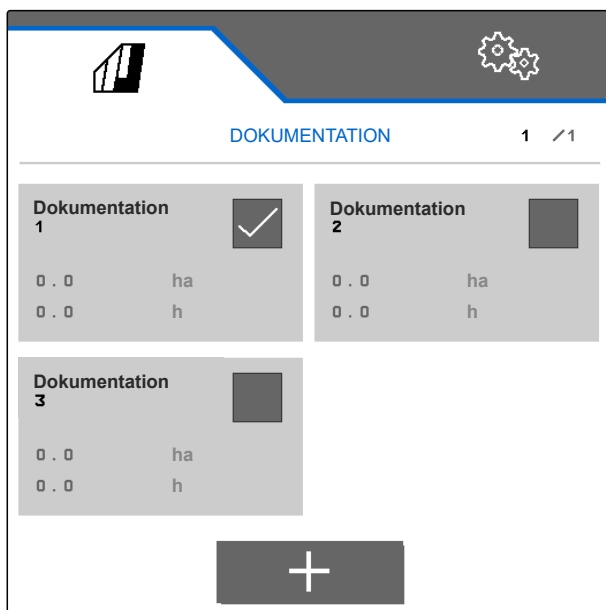 DOKUMENTATION 1 /1
Dokumentation
1
0.0 ha
0.0 h
Dokumentation
2
0.0 ha
0.0 h
Dokumentation
3
0.0 ha
0.0 h
+